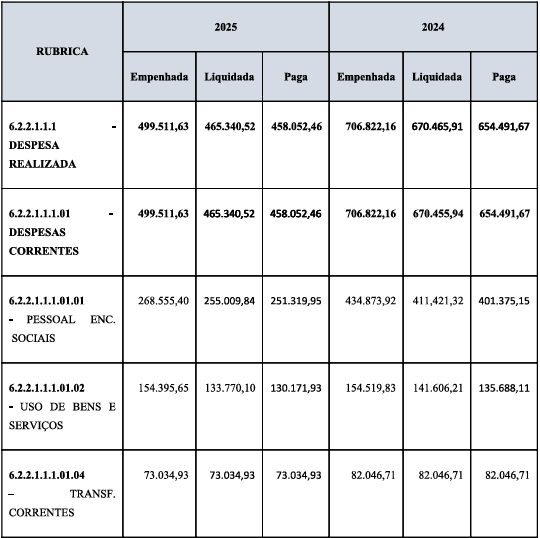 RUBRICA 2025 2024
Empenhada Liquidada Paga Empenhada Liquidada Paga
6.2.2.1.1.1 - 499.511,63 465.340,52 458.052,46 706.822,16 670.465,91 654.491,67
DESPESA
REALIZADA
6.2.2.1.1.1.01 - 499.511,63 465.340,52 458.052,46 706.822,16 670.455,94 654.491,67
DESPESAS
CORRENTES
6.2.2.1.1.1.01.01 268.555,40 255.009,84 251.319,95 434.873,92 411,421,32 401.375,15
- PESSOAL ENC.
SOCIAIS
6.2.2.1.1.1.01.02 154.395,65 133.770,10 130.171,93 154.519,83 141.606,21 135.688,11
- USO DE BENS E
SERVIÇOS
6.2.2.1.1.1.01.04 73.034,93 73.034,93 73.034,93 82.046,71 82.046,71 82.046,71
– TRANSF.
CORRENTES